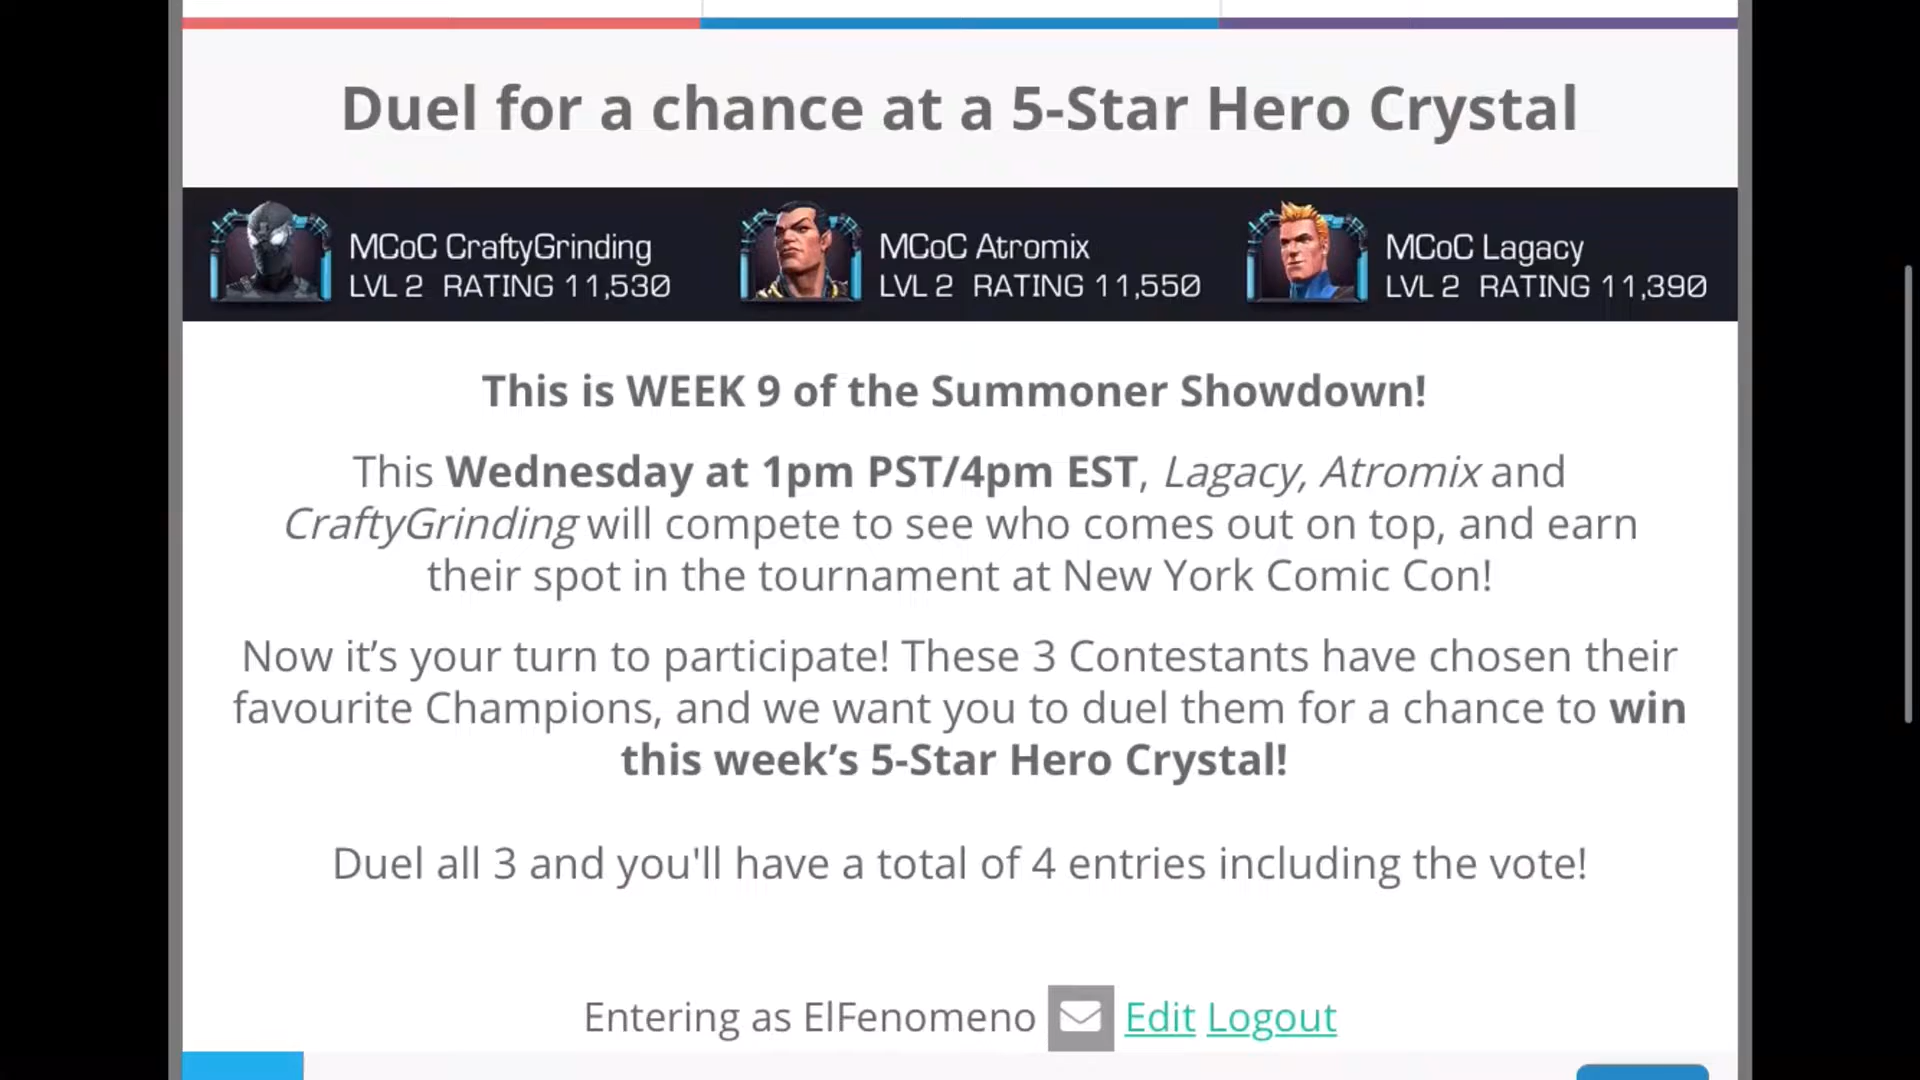 Duel for a chance at a 5-Star Hero Crystal
MCoC CraftyGrinding
LVL 2 RATING 11,530
MCoC Atromix
LVL 2 RATING 11,550
MCoC Lagacy
LVL 2 RATING 11,390
This is WEEK 9 of the Summoner Showdown!
This Wednesday at 1pm PST/4pm EST, Lagacy, Atromix and
CraftyGrinding will compete to see who comes out on top, and earn
their spot in the tournament at New York Comic Con!
Now it’s your turn to participate! These 3 Contestants have chosen their
favourite Champions, and we want you to duel them for a chance to win
this week’s 5-Star Hero Crystal!
Duel all 3 and you'll have a total of 4 entries including the vote!
Entering as ElFenomeno Edit Logout